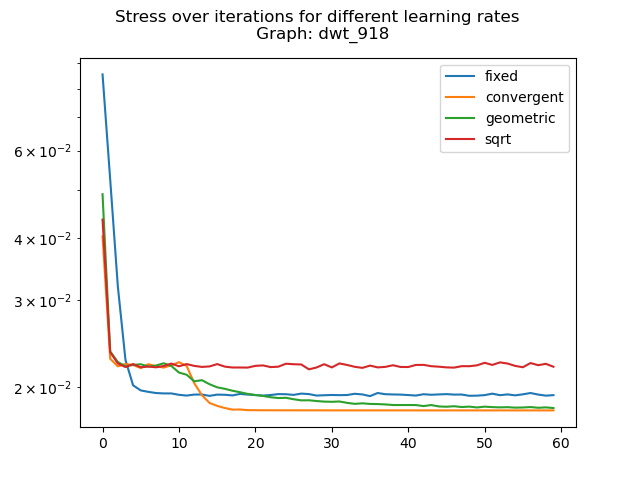 Stress over iterations for different learning rates
Graph: dwt_918
fixed
convergent
geometric
sqrt
6 × 10⁻²
4 × 10⁻²
3 × 10⁻²
2 × 10⁻²
0 10 20 30 40 50 60